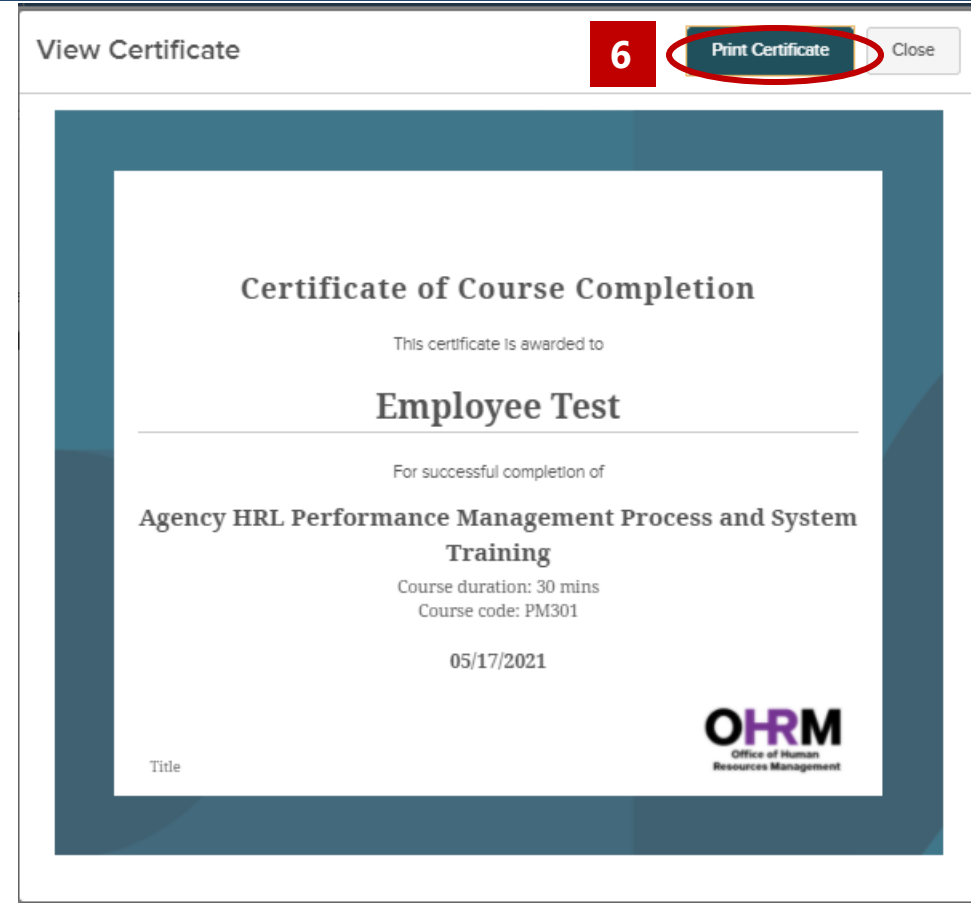 View Certificate
6
Print Certificate
Close
Certificate of Course Completion
This certificate is awarded to
Employee Test
For successful completion of
Agency HRL Performance Management Process and System
Training
Course duration: 30 mins
Course code: PM301
05/17/2021
OHRM
Office of Human
Resources Management
Title